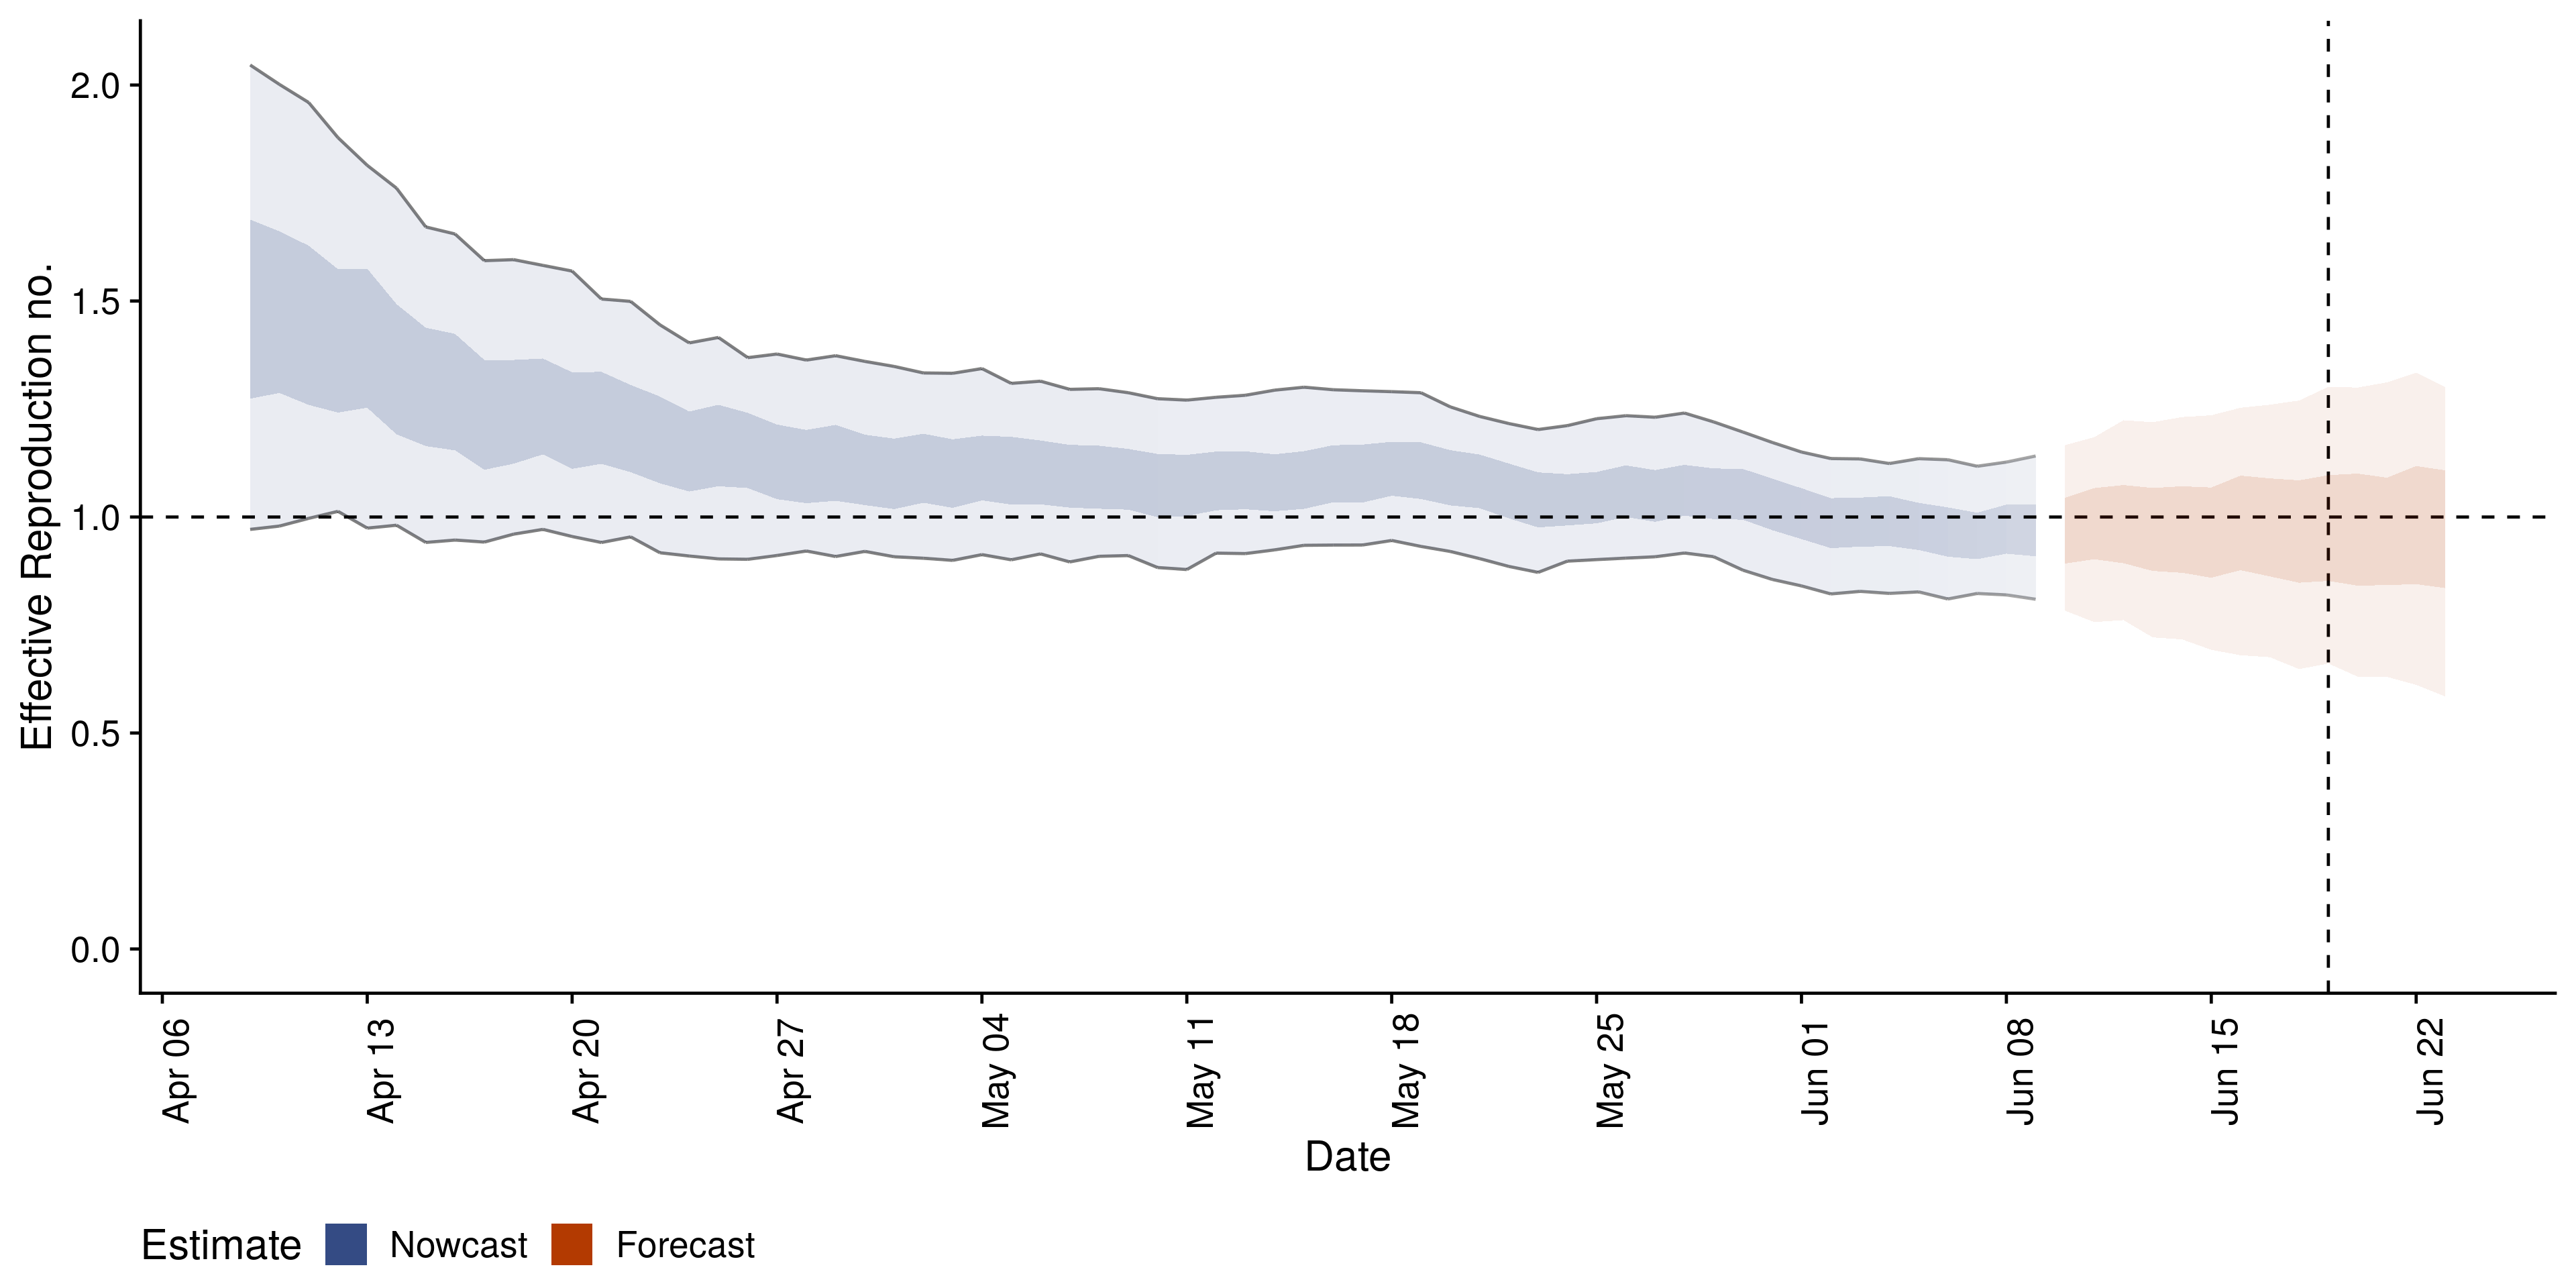 Effective Reproduction no.
2.0
1.5
1.0
0.5
0.0
Apr 06
Apr 13
Apr 20
Apr 27
May 04
May 11
May 18
May 25
Jun 01
Jun 08
Jun 15
Jun 22
Date
Estimate Nowcast Forecast